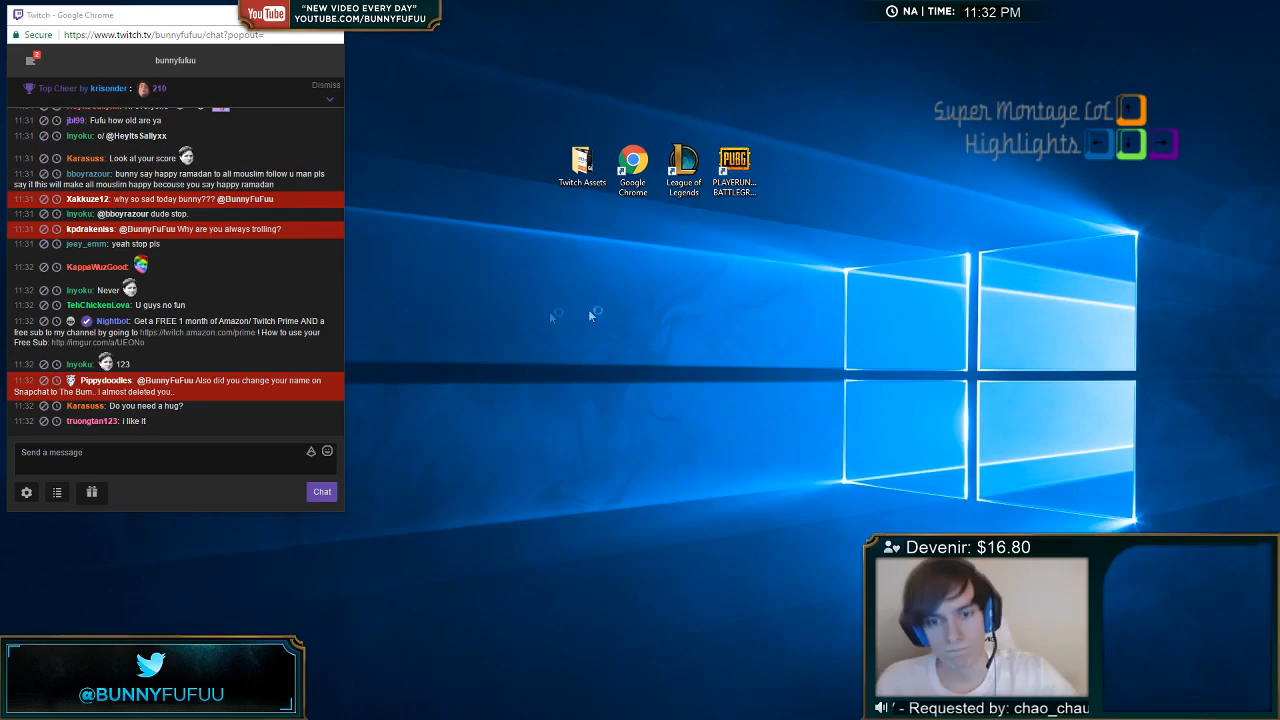 Twitch - Google Chrome
Secure
https://www.twitch.tv/bunnyfufuu/chat?popout=
2
bunnyfufuu
Top Cheer by krisonder : 210
Dismiss
11:31 jbl99: Fufu how old are ya
11:31 Inyoku: o/ @HeyItsSallyxx
11:31 Karasuss: Look at your score
11:31 bboyrazour: bunny say happy ramadan to all mouslim follow u man pls
say it this will make all mouslim happy becouse you say happy ramadan
11:31 Xakkuze12: why so sad today bunny??? @BunnyFuFuu
11:31 Inyoku: @bboyrazour dude stop.
11:31 kpdrakeniss: @BunnyFuFuu Why are you always trolling?
11:31 jeey_emm: yeah stop pls
11:32 KappaWuzGood:
11:32 Inyoku: Never
11:32 TehChickenLova: U guys no fun
11:32 Nightbot: Get a FREE 1 month of Amazon/ Twitch Prime AND a
free sub to my channel by going to https://twitch.amazon.com/prime ! How to use your
Free Sub: http://imgur.com/a/UEONo
11:32 Inyoku: 123
11:32 Pippydoodles: @BunnyFuFuu Also did you change your name on
Snapchat to The Bum.. I almost deleted you..
11:32 Karasuss: Do you need a hug?
11:32 truongtan123: i like it
Send a message
Chat
YouTube
"NEW VIDEO EVERY DAY"
YOUTUBE.COM/BUNNYFUFUU
NA | TIME: 11:32 PM
Super Montage LoL
Highlights
Twitch Assets
Google
Chrome
League of
Legends
PUBG
PLAYERUN...
BATTLEGR...
Devenir: $16.80
' - Requested by: chao_chau
@BUNNYFUFUU